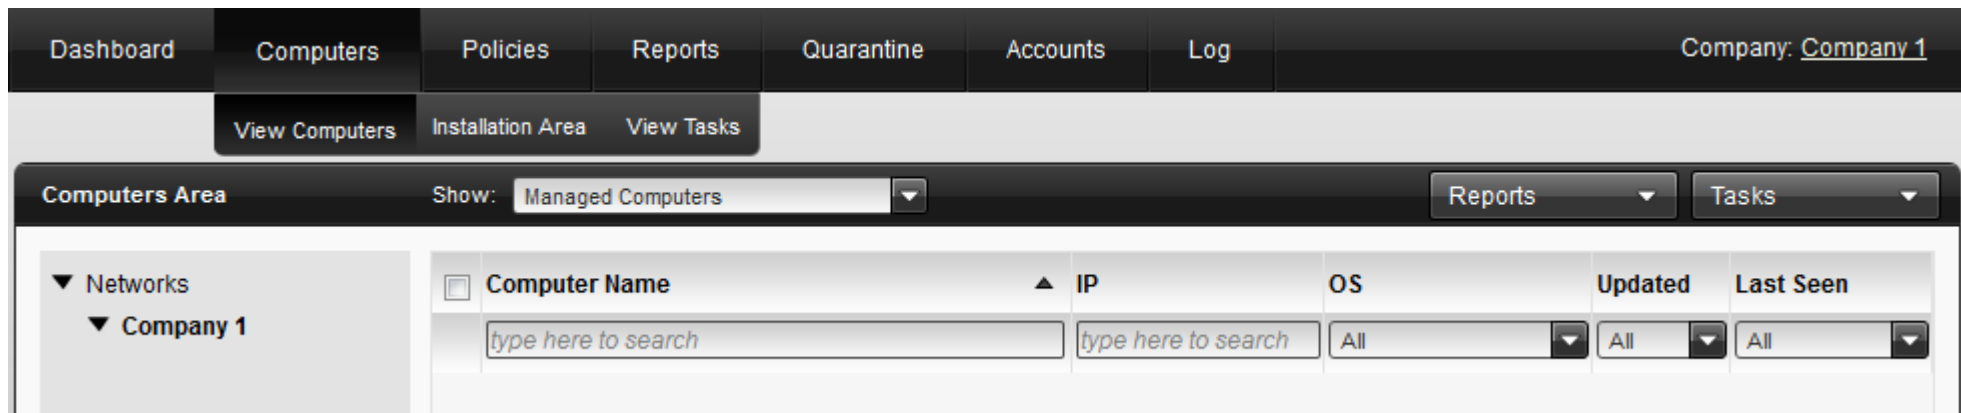 Dashboard Computers Policies Reports Quarantine Accounts Log Company: Company 1
View Computers Installation Area View Tasks
Computers Area Show: Managed Computers Reports Tasks
Networks
Company 1
Computer Name IP OS Updated Last Seen
type here to search type here to search All All All